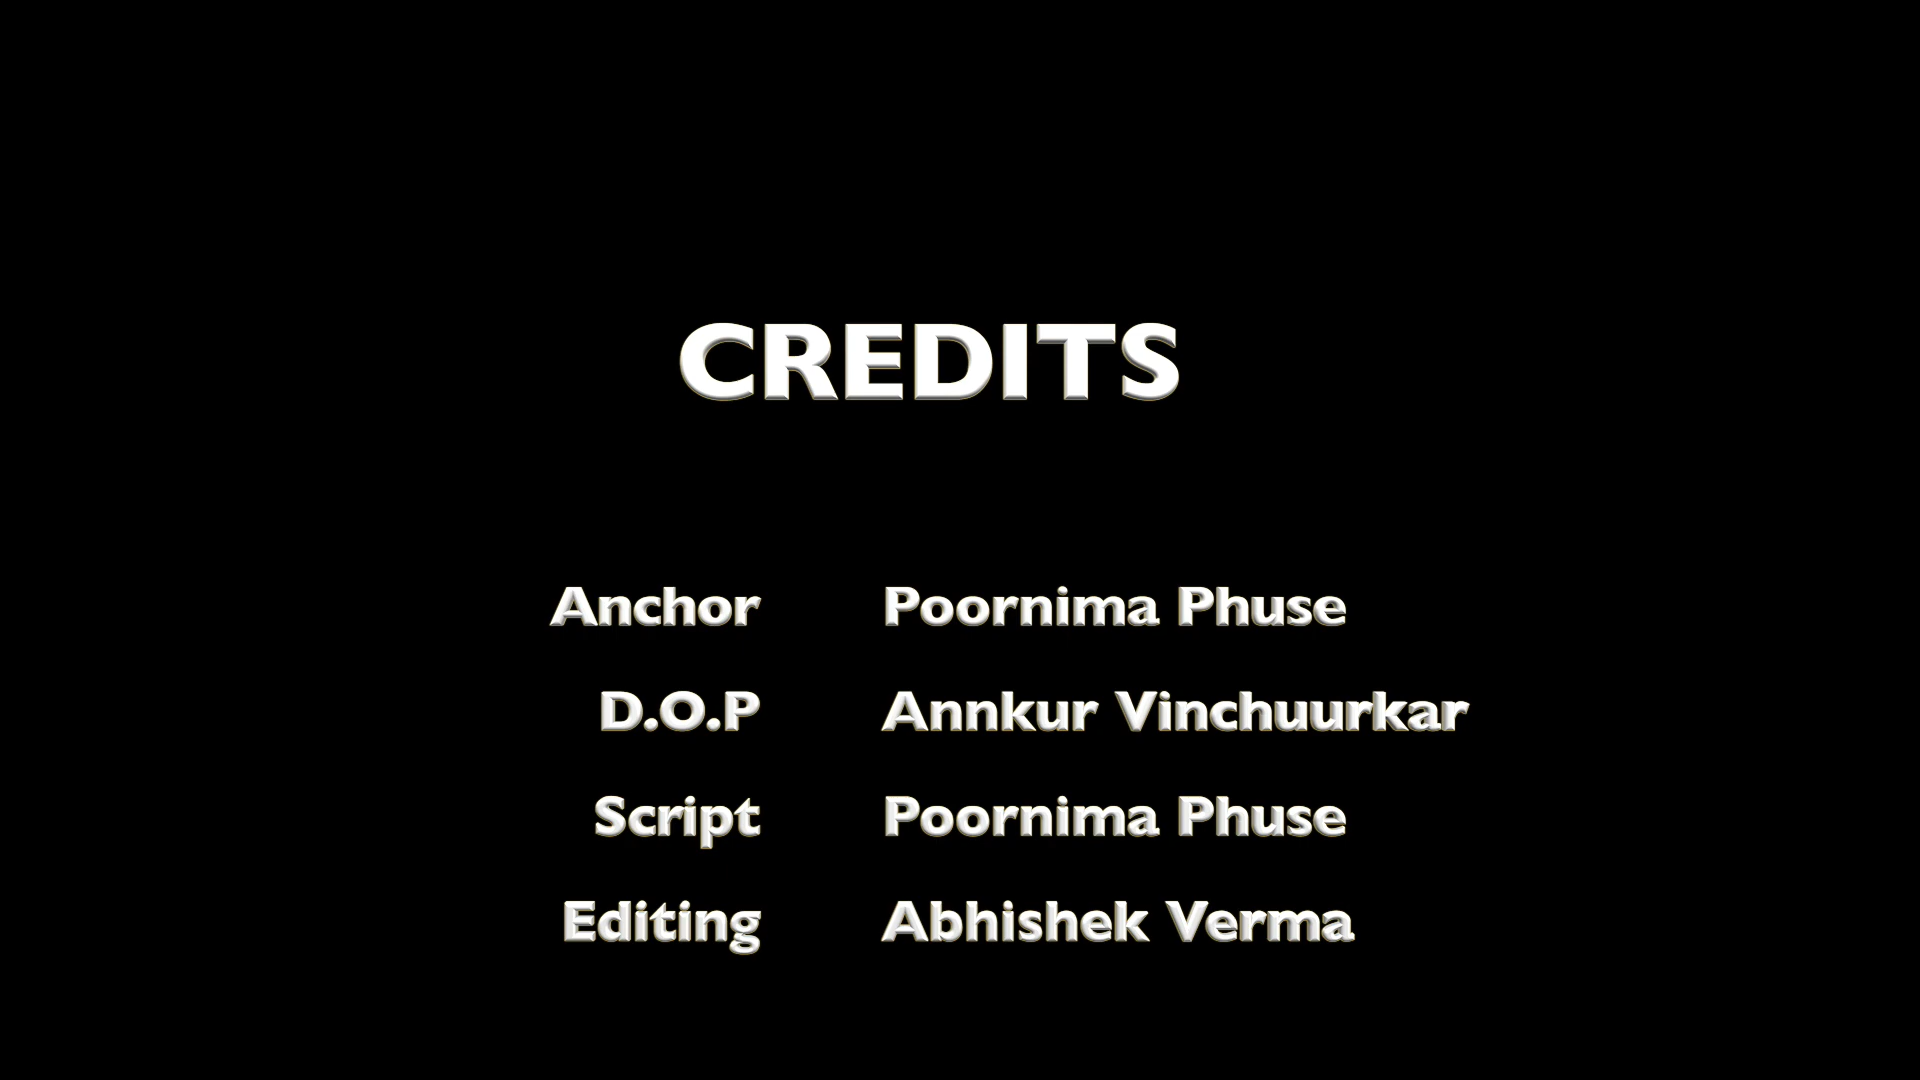 CREDITS
Anchor Poornima Phuse
D.O.P Annkur Vinchuurkar
Script Poornima Phuse
Editing Abhishek Verma